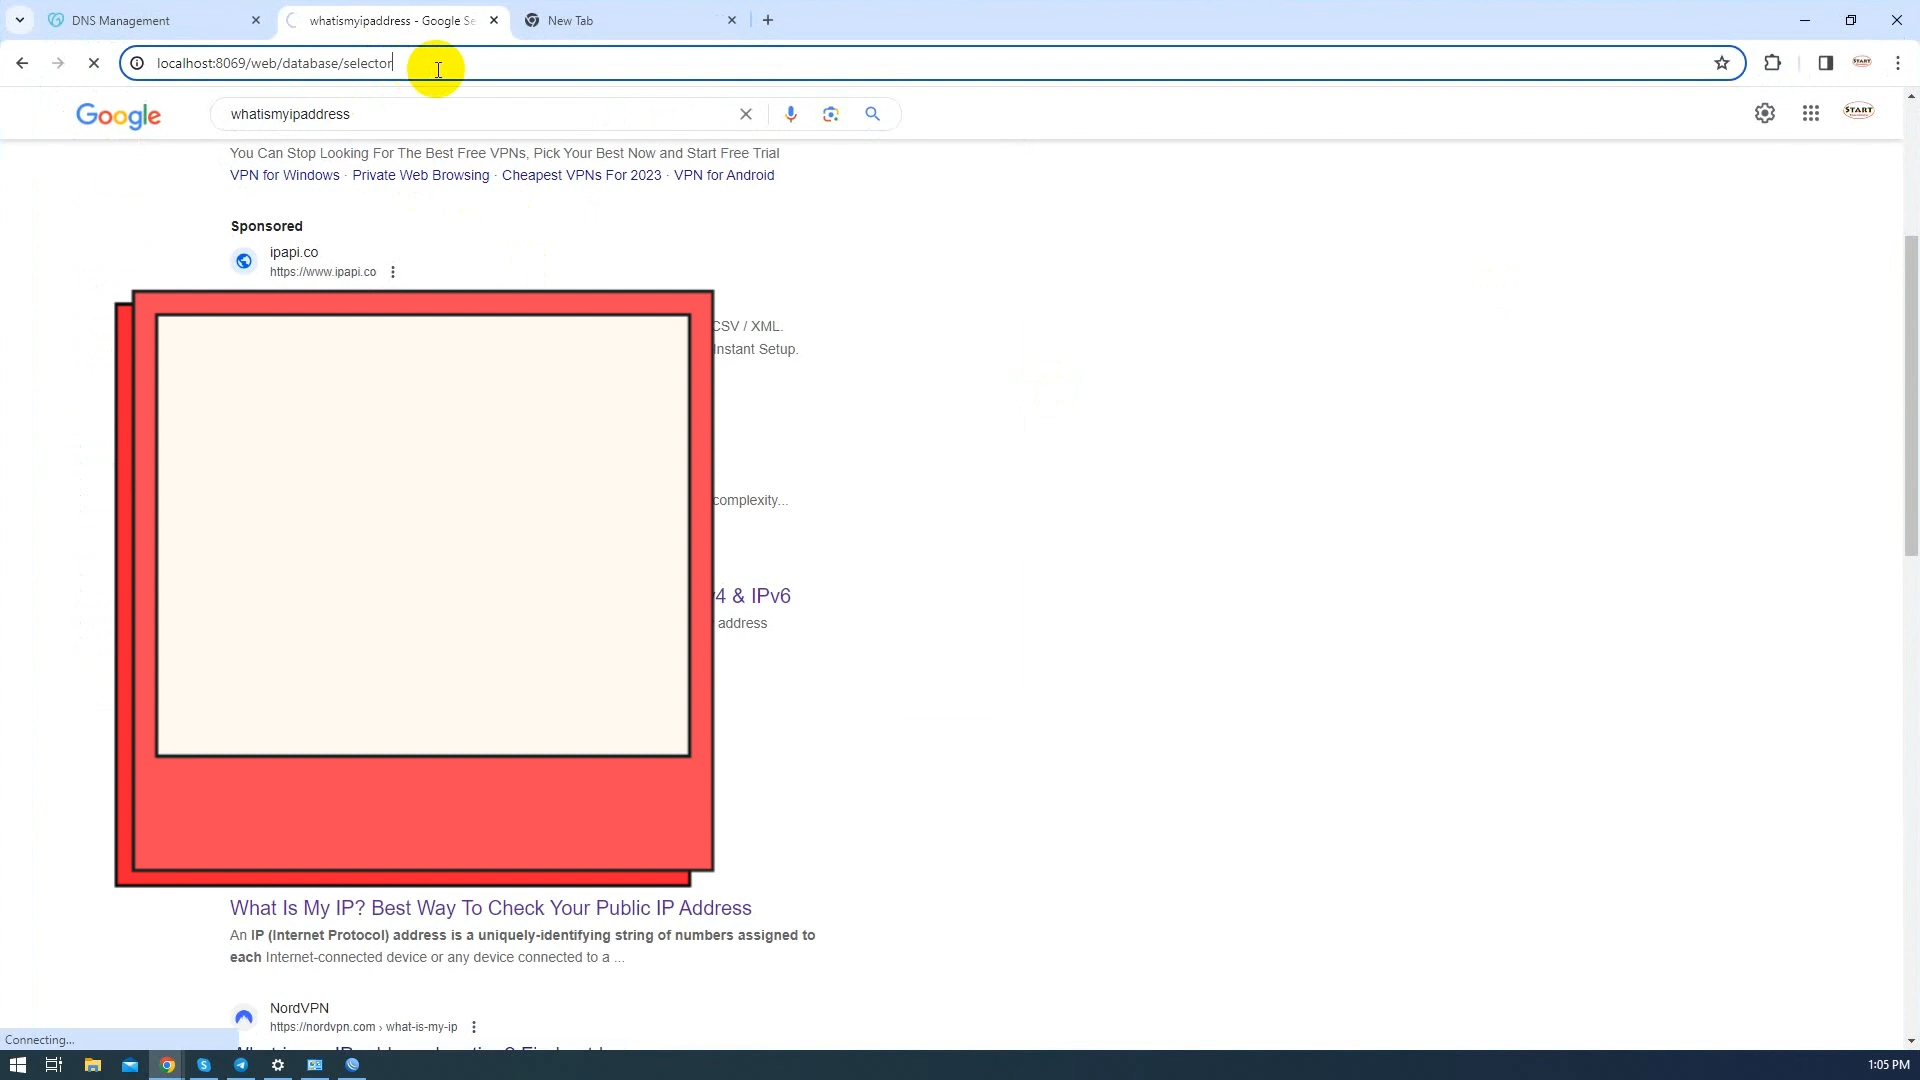 DNS Management
whatismyipaddress - Google Se
New Tab
localhost:8069/web/database/selector
Google
whatismyipaddress
START
You Can Stop Looking For The Best Free VPNs, Pick Your Best Now and Start Free Trial
VPN for Windows · Private Web Browsing · Cheapest VPNs For 2023 · VPN for Android
Sponsored
ipapi.co
https://www.ipapi.co
CSV / XML.
Instant Setup.
complexity...
v4 & IPv6
address
What Is My IP? Best Way To Check Your Public IP Address
An IP (Internet Protocol) address is a uniquely-identifying string of numbers assigned to
each Internet-connected device or any device connected to a ...
NordVPN
https://nordvpn.com › what-is-my-ip
Connecting...
1:05 PM